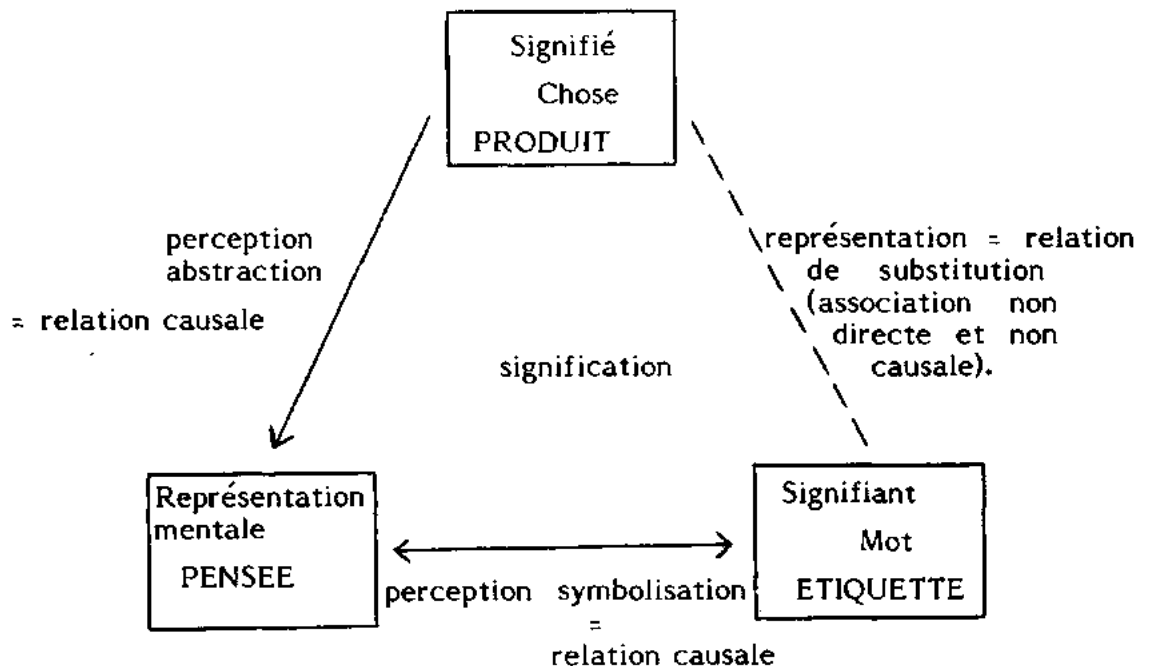 Signifié
Chose
PRODUIT
perception
abstraction
= relation causale
représentation = relation
de substitution
(association non
directe et non
causale).
signification
Représentation
mentale
PENSEE
Signifiant
Mot
ETIQUETTE
perception symbolisation
=
relation causale